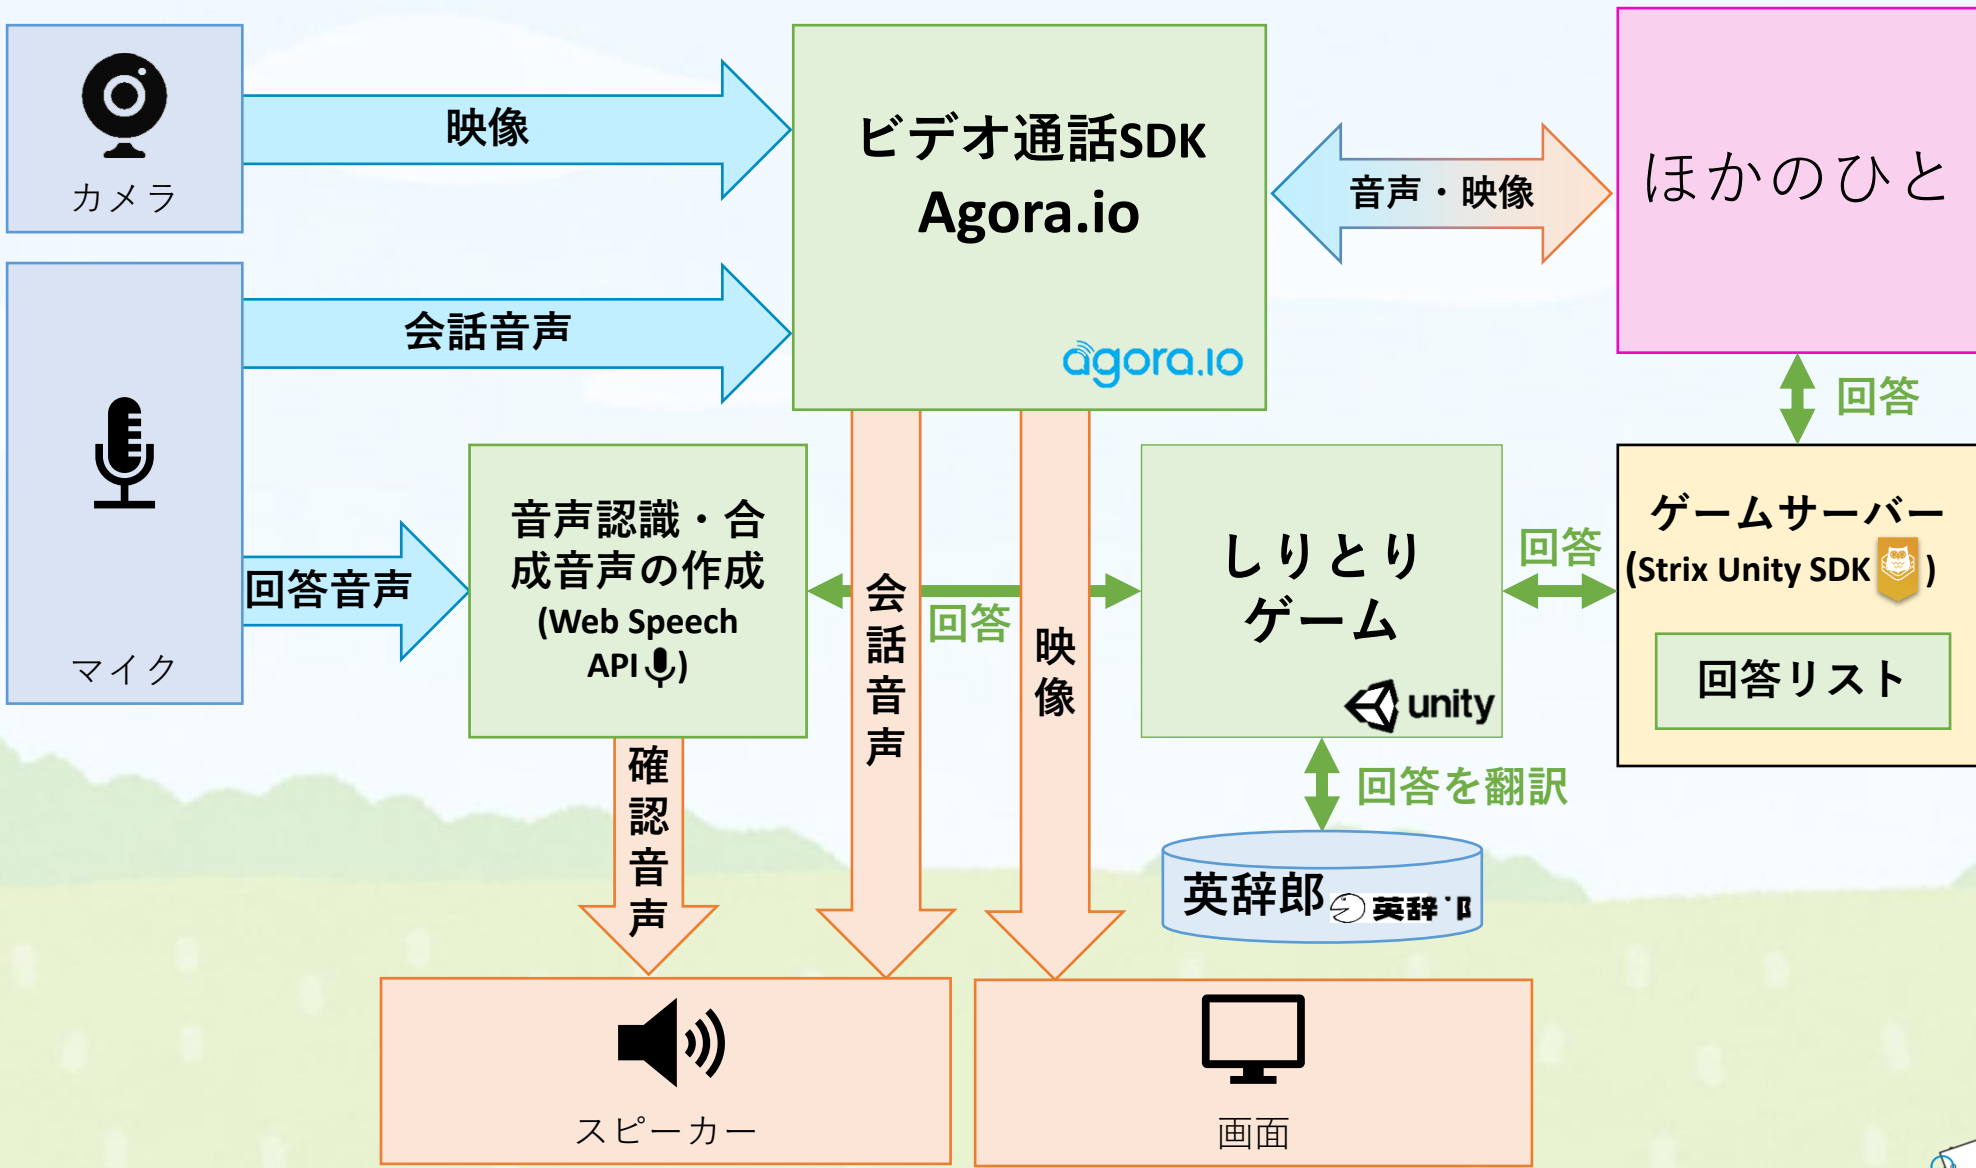 カメラ
映像
ビデオ通話SDK
Agora.io
agora.io
音声・映像
ほかのひと
会話音声
マイク
回答音声
音声認識・合
成音声の作成
(Web Speech
API)
会話音声
回答
映像
しりとり
ゲーム
unity
回答
回答
ゲームサーバー
(Strix Unity SDK)
回答リスト
確認音声
回答を翻訳
英辞郎
スピーカー
画面